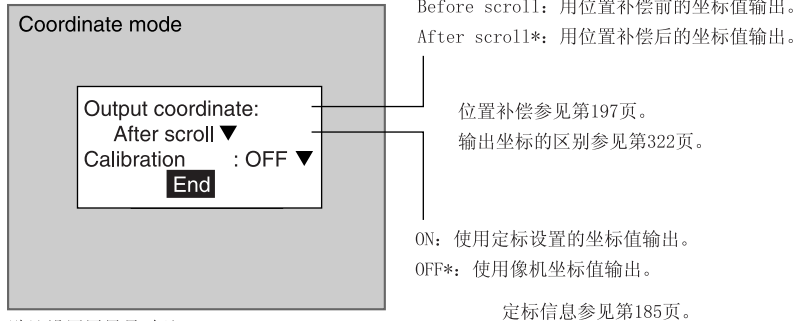 Coordinate mode
Output coordinate:
After scroll ▼
Calibration : OFF ▼
End
Before scroll: 用位置补偿前的坐标值输出。
After scroll*: 用位置补偿后的坐标值输出。
位置补偿参见第197页。
输出坐标的区别参见第322页。
ON: 使用定标设置的坐标值输出。
OFF*: 使用像机坐标值输出。
定标信息参见第185页。